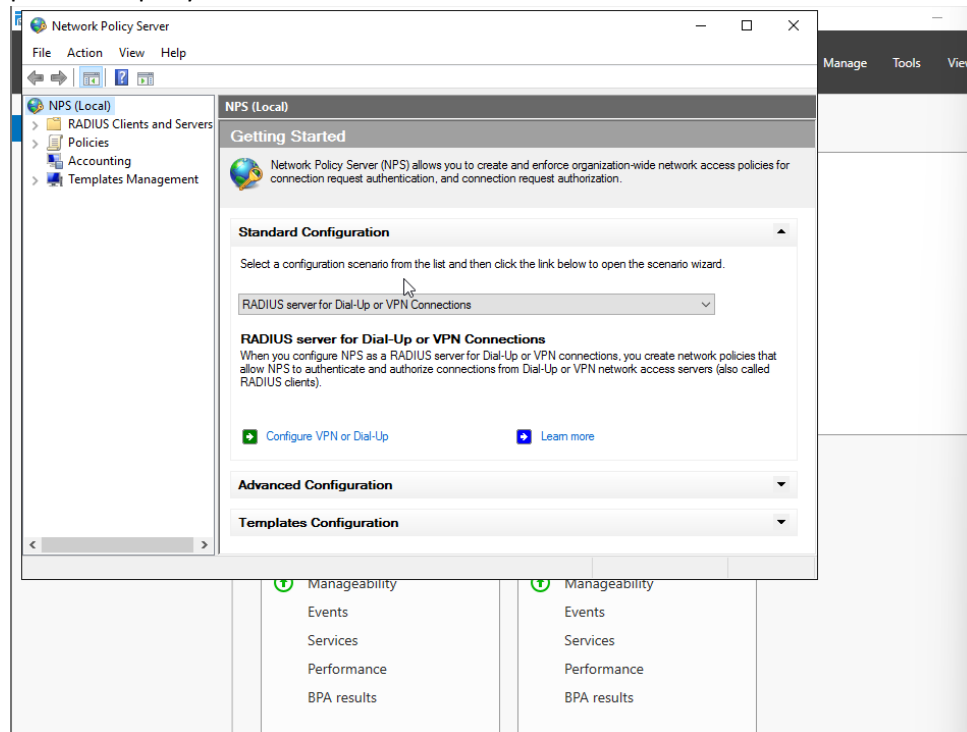 Network Policy Server
File Action View Help
Manage Tools
NPS (Local)
RADIUS Clients and Servers
Policies
Accounting
Templates Management
NPS (Local)
Getting Started
Network Policy Server (NPS) allows you to create and enforce organization-wide network access policies for
connection request authentication, and connection request authorization.
Standard Configuration
Select a configuration scenario from the list and then click the link below to open the scenario wizard.
RADIUS server for Dial-Up or VPN Connections
RADIUS server for Dial-Up or VPN Connections
When you configure NPS as a RADIUS server for Dial-Up or VPN connections, you create network policies that
allow NPS to authenticate and authorize connections from Dial-Up or VPN network access servers (also called
RADIUS clients).
Configure VPN or Dial-Up
Learn more
Advanced Configuration
Templates Configuration
Manageability
Events
Services
Performance
BPA results
Manageability
Events
Services
Performance
BPA results